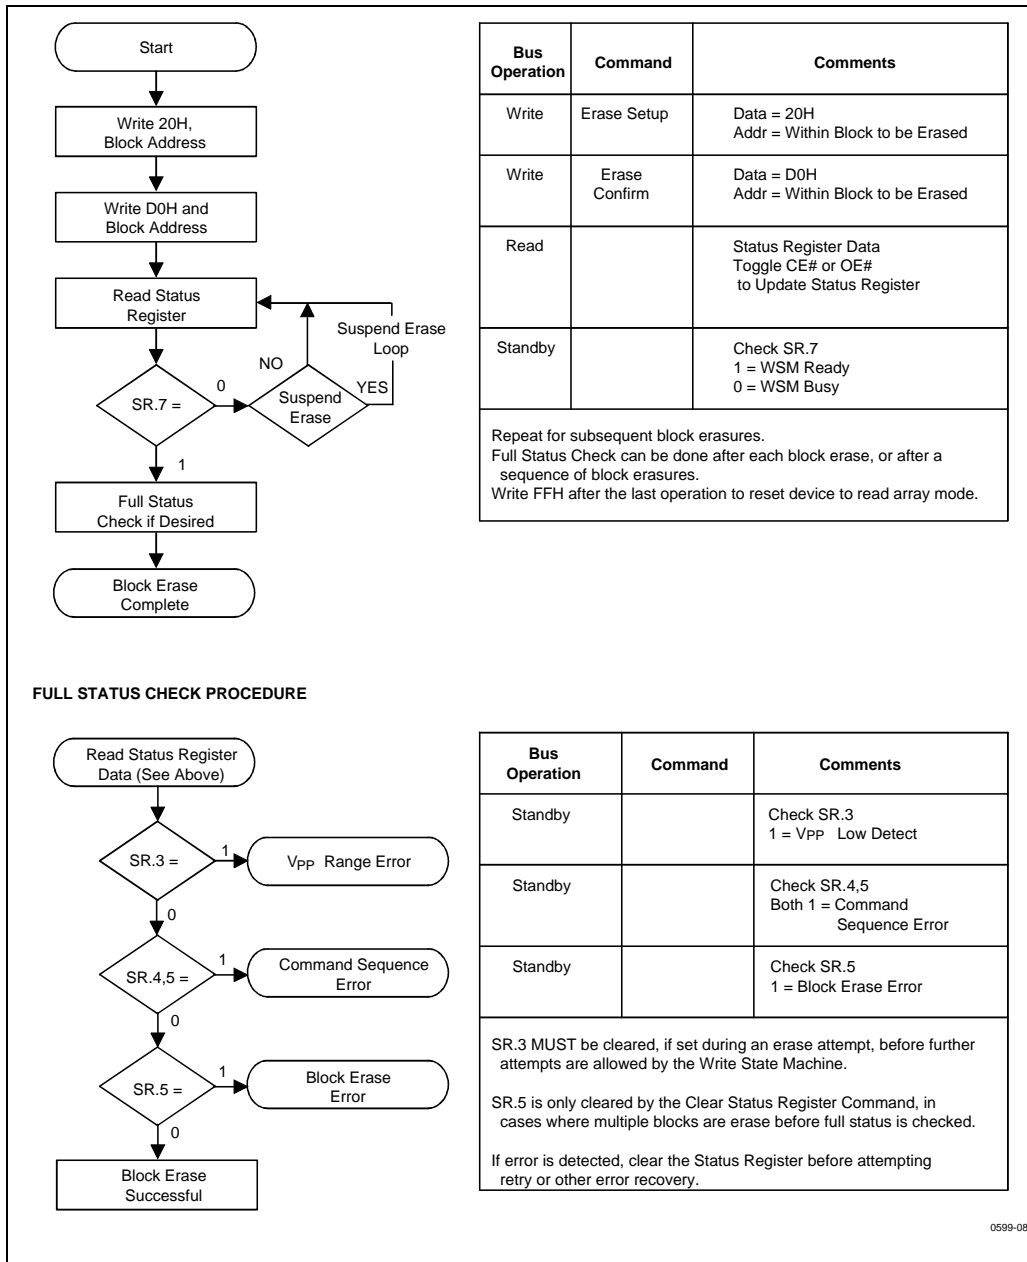 Start
Write 20H,
Block Address
Write D0H and
Block Address
Read Status
Register
Suspend Erase
Loop
NO
YES
0
SR.7 =
Suspend
Erase
1
Full Status
Check if Desired
Block Erase
Complete
Bus
Operation
Command
Comments
Write
Erase Setup
Data = 20H
Addr = Within Block to be Erased
Write
Erase
Confirm
Data = D0H
Addr = Within Block to be Erased
Read
Status Register Data
Toggle CE# or OE#
to Update Status Register
Standby
Check SR.7
1 = WSM Ready
0 = WSM Busy
Repeat for subsequent block erasures.
Full Status Check can be done after each block erase, or after a
sequence of block erasures.
Write FFH after the last operation to reset device to read array mode.
FULL STATUS CHECK PROCEDURE
Read Status Register
Data (See Above)
SR.3 =
1
VPP Range Error
0
SR.4,5 =
1
Command Sequence
Error
0
SR.5 =
1
Block Erase
Error
0
Block Erase
Successful
Bus
Operation
Command
Comments
Standby
Check SR.3
1 = VPP Low Detect
Standby
Check SR.4,5
Both 1 = Command
Sequence Error
Standby
Check SR.5
1 = Block Erase Error
SR.3 MUST be cleared, if set during an erase attempt, before further
attempts are allowed by the Write State Machine.
SR.5 is only cleared by the Clear Status Register Command, in
cases where multiple blocks are erase before full status is checked.
If error is detected, clear the Status Register before attempting
retry or other error recovery.
0599-08